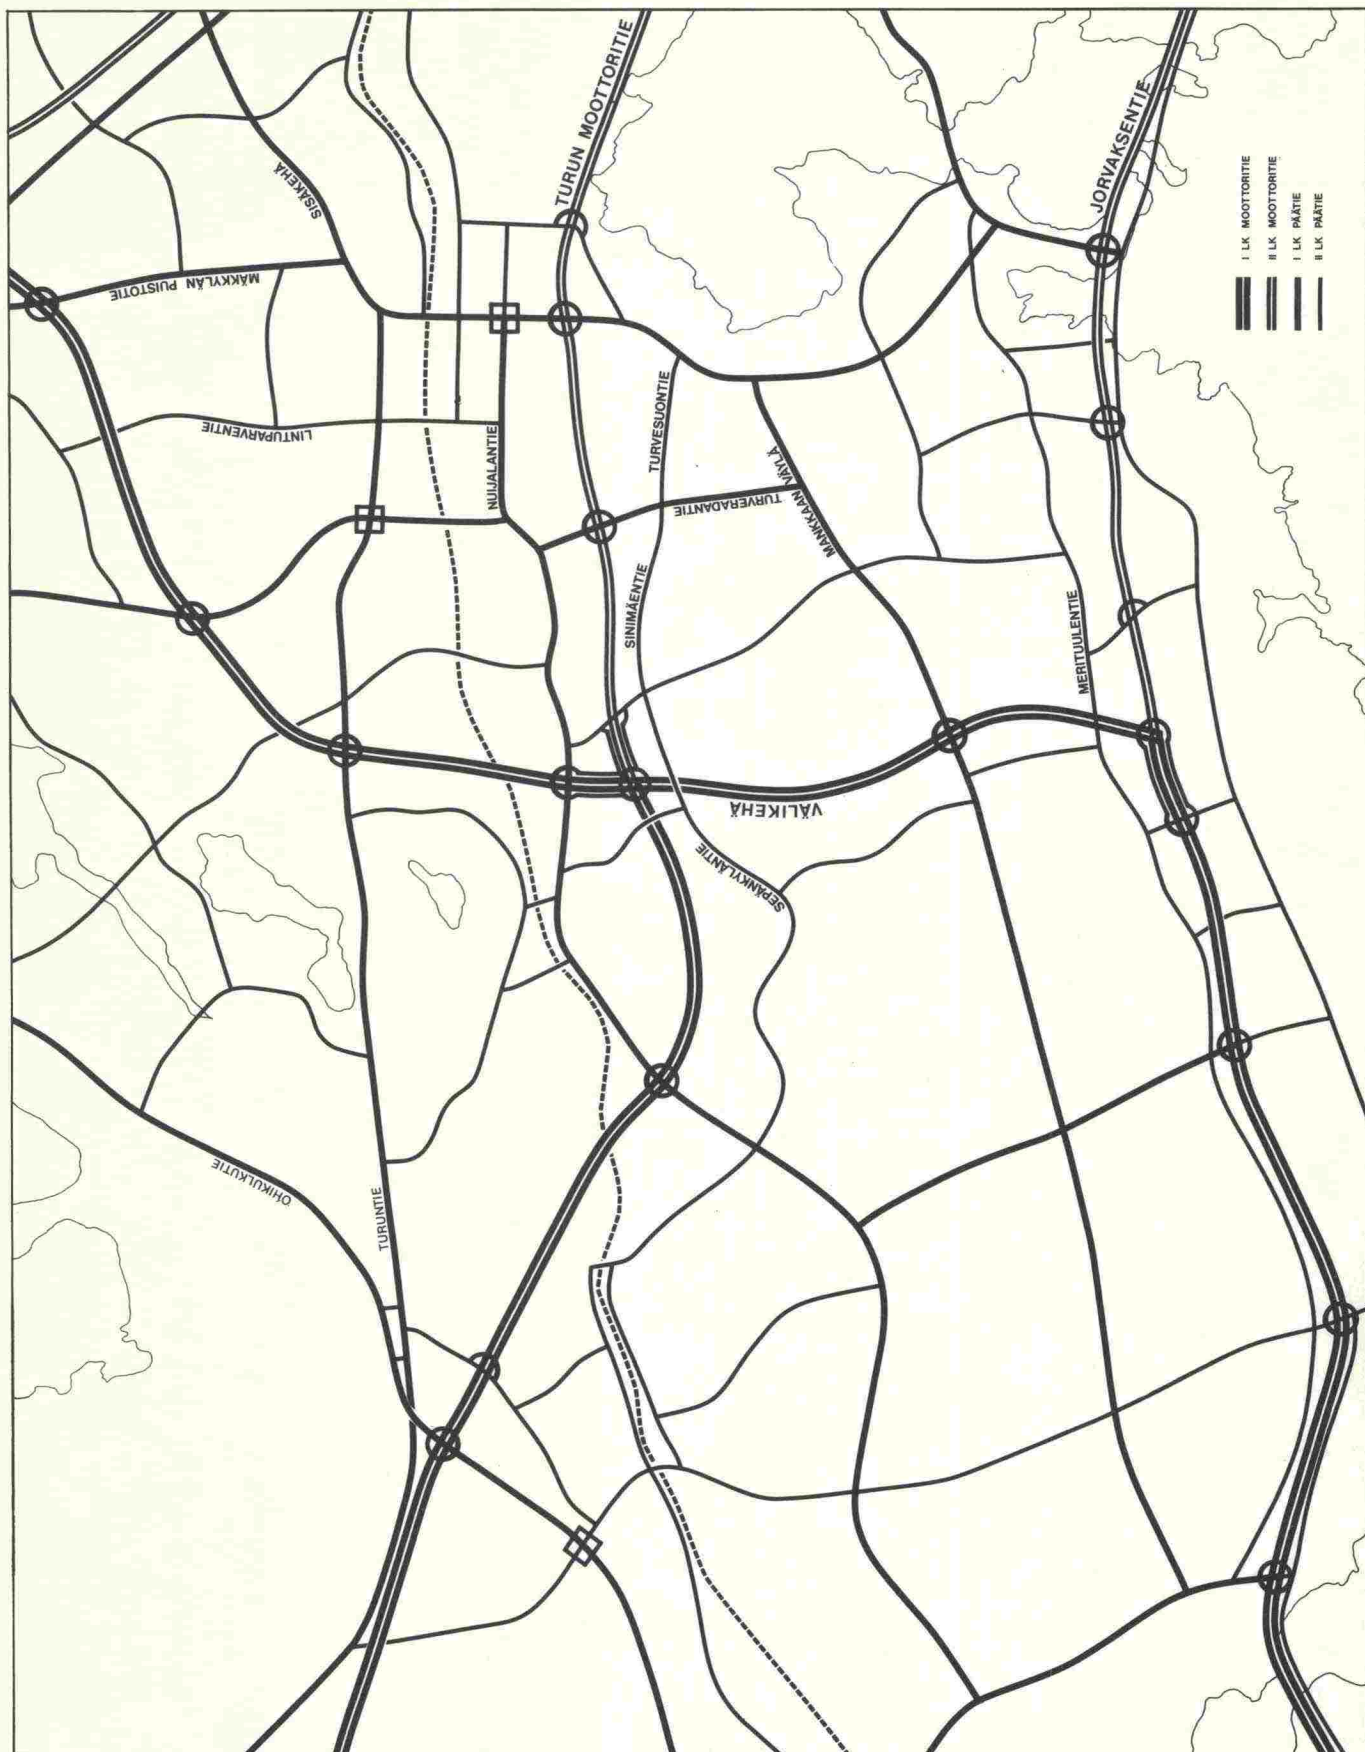 TURUN MOOTTORITIE
JORVAKSENTIE
SISÄKEHÄ
MÄKKYLÄN PUISTOTIE
LINTUPARVENTIE
NUIJALANTIE
TURVESUONTIE
TURVERADANTIE
MANKKAAN VÄYLÄ
SINIMÄENTIE
MERITUULENTIE
VÄLIKEHÄ
SEPÄNKYLÄNTIE
OHIKULKUTIE
TURUNTIE
I LK MOOTTORITIE
II LK MOOTTORITIE
I LK PÄÄTIE
II LK PÄÄTIE